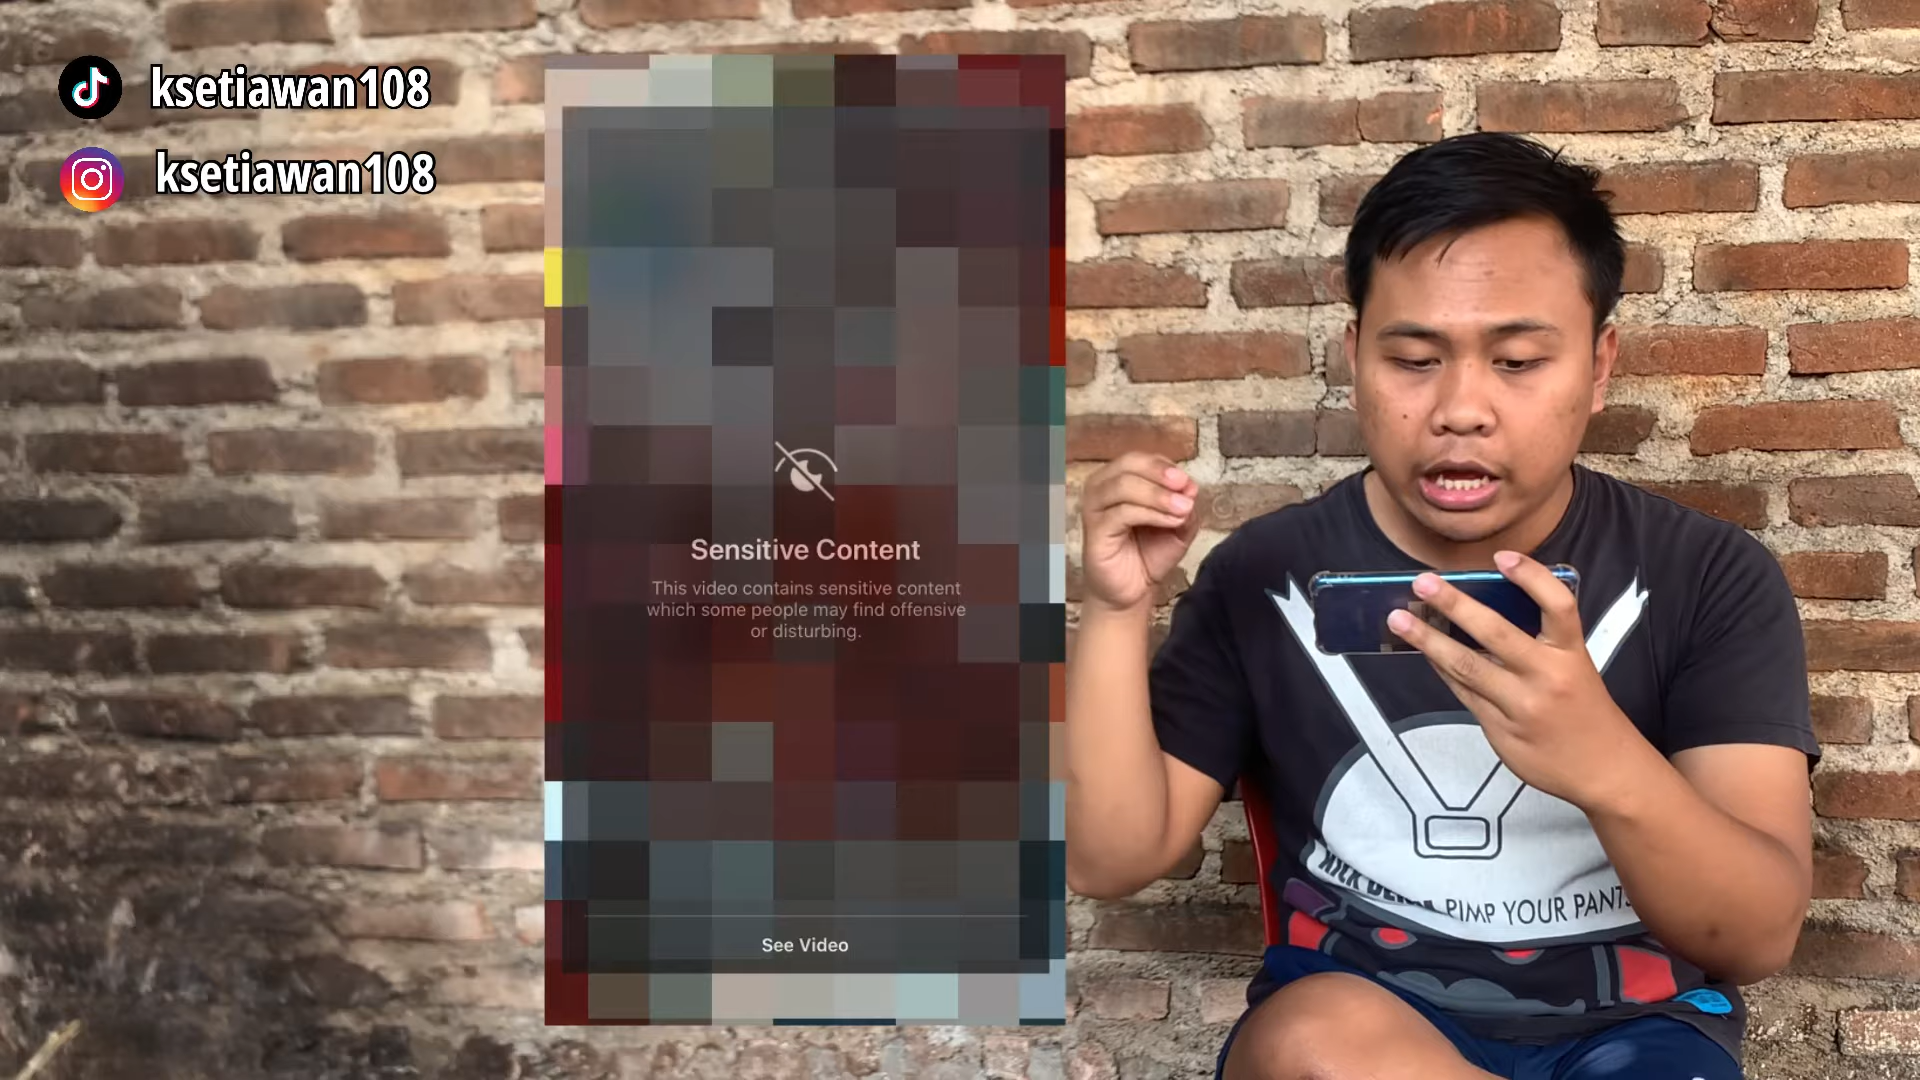 ksetiawan108
ksetiawan108
Sensitive Content
This video contains sensitive content
which some people may find offensive
or disturbing.
See Video
PIMP YOUR PANTS